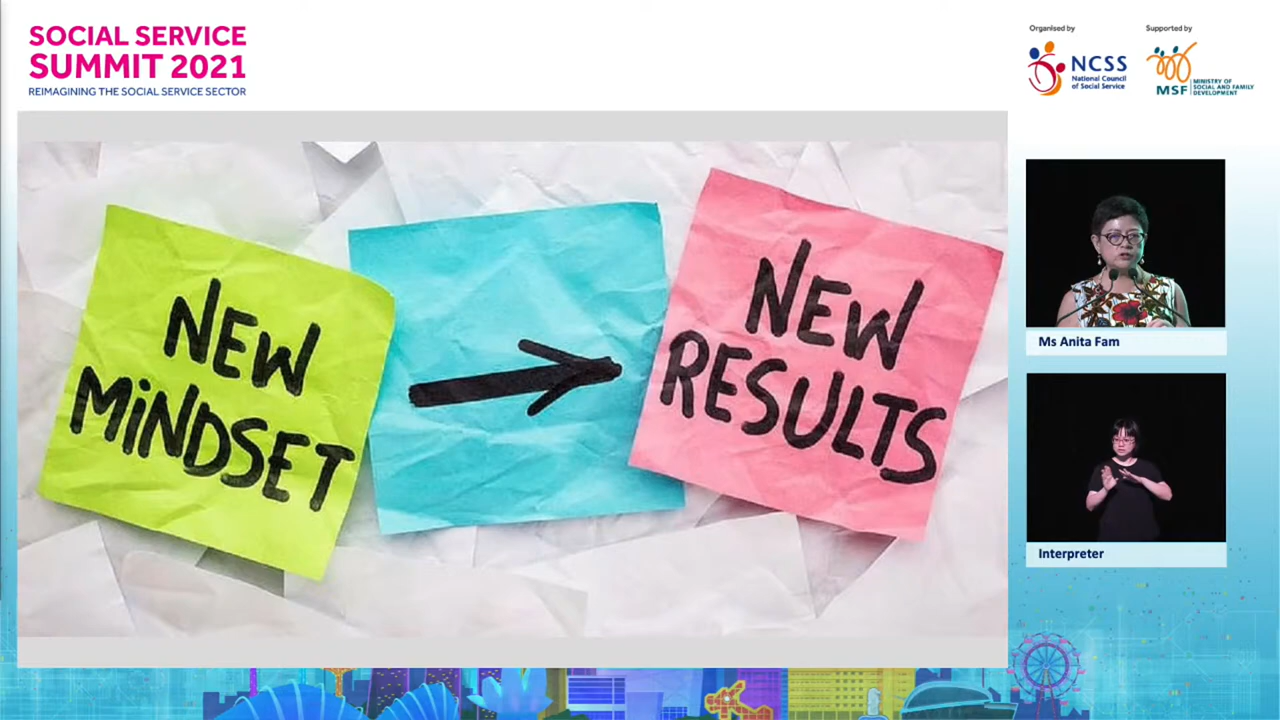 SOCIAL SERVICE
SUMMIT 2021
REIMAGINING THE SOCIAL SERVICE SECTOR
Organised by
NCSS
National Council
of Social Service
Supported by
MSF
MINISTRY OF
SOCIAL AND FAMILY
DEVELOPMENT
NEW
MiNDSET
NEW
RESULTS
Ms Anita Fam
Interpreter